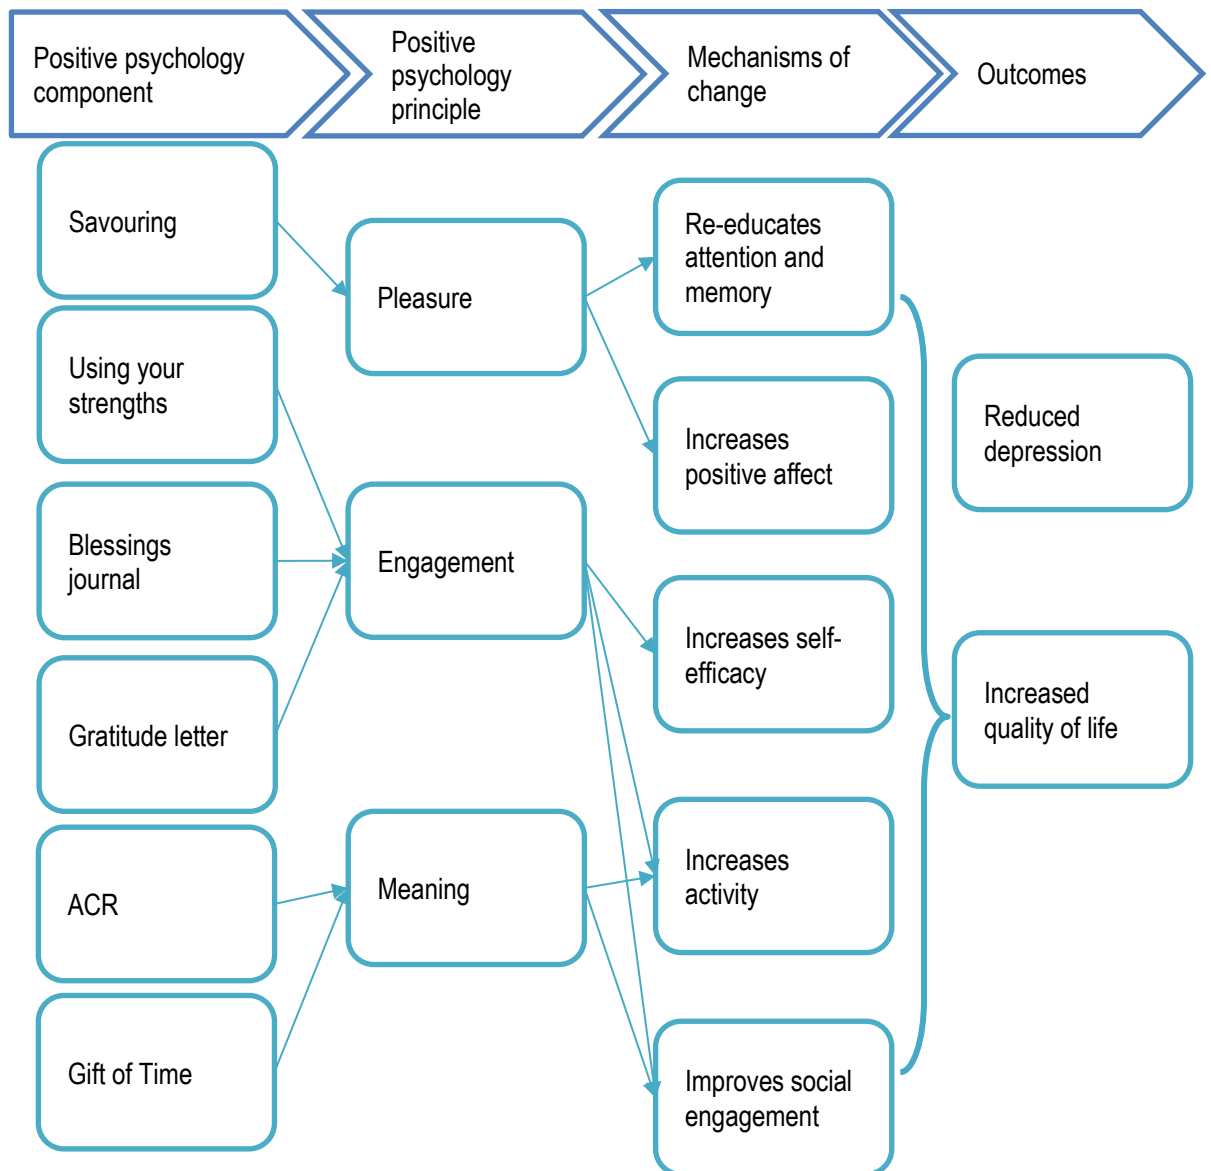 Positive psychology
component
Positive
psychology
principle
Mechanisms of
change
Outcomes
Savouring
Using your
strengths
Blessings
journal
Gratitude letter
ACR
Gift of Time
Pleasure
Engagement
Meaning
Re-educates
attention and
memory
Increases
positive affect
Increases self-
efficacy
Increases
activity
Improves social
engagement
Reduced
depression
Increased
quality of life